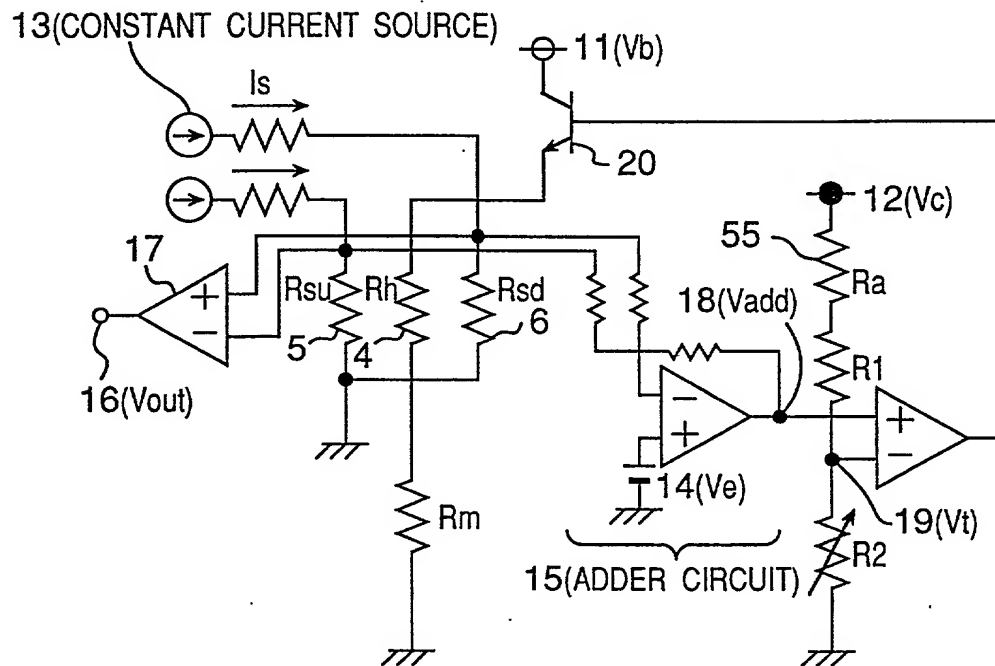 13(CONSTANT CURRENT SOURCE)
11(Vb)
Is
20
12(Vc)
55
17
+
−
Rsu
Rh
Rsd
Ra
18(Vadd)
5
4
6
16(Vout)
R1
−
+
+
−
14(Ve)
19(Vt)
Rm
R2
15(ADDER CIRCUIT)